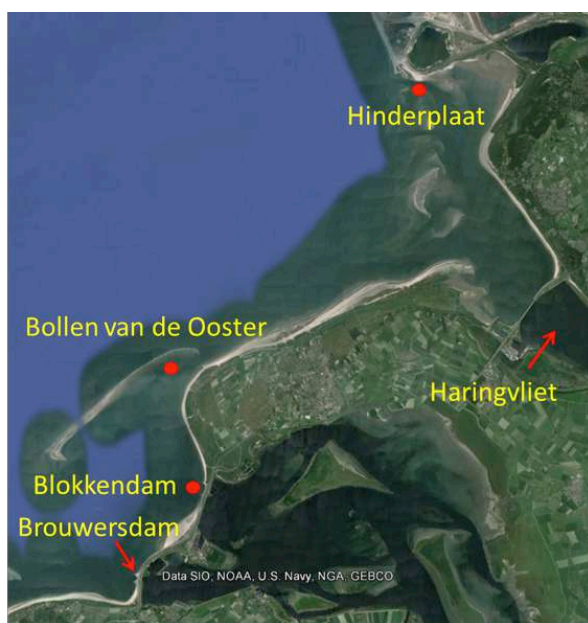 Hinderplaat
Bollen van de Ooster
Haringvliet
Blokkendam
Brouwersdam
Data SIO, NOAA, U.S. Navy, NGA, GEBCO